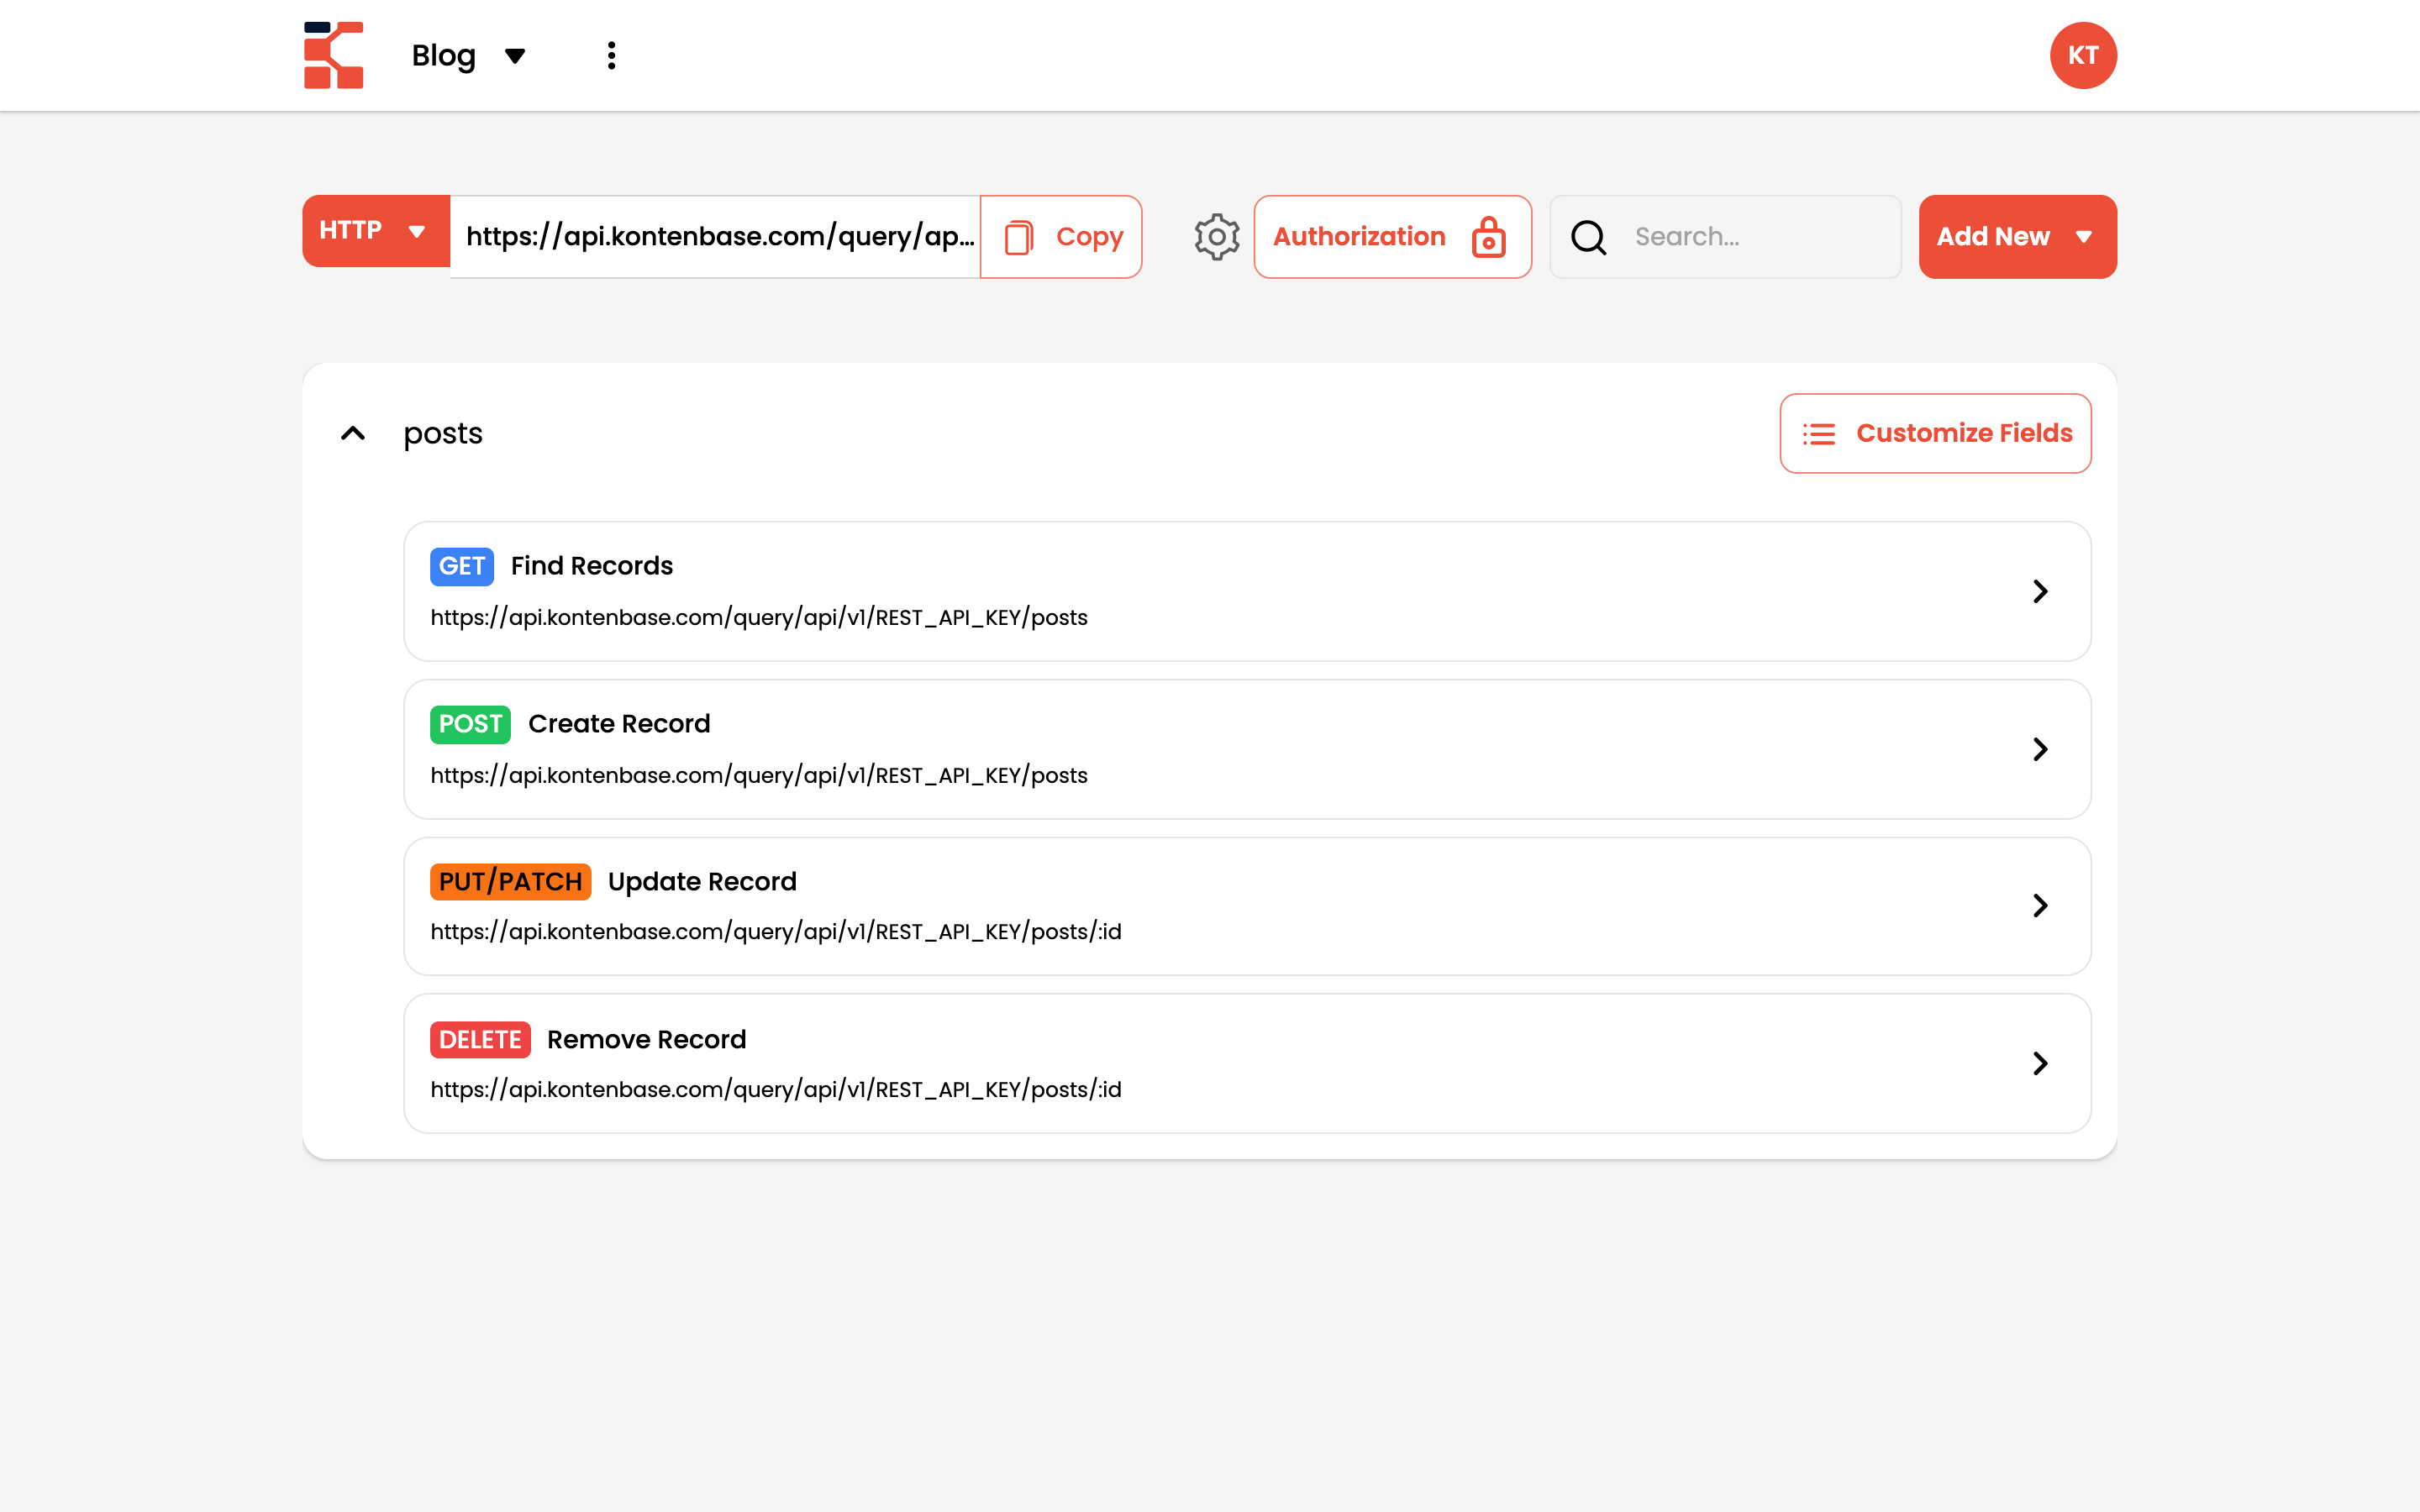 Blog
KT
HTTP
https://api.kontenbase.com/query/ap...
Copy
Authorization
Search...
Add New
posts
Customize Fields
GET Find Records
https://api.kontenbase.com/query/api/v1/REST_API_KEY/posts
POST Create Record
https://api.kontenbase.com/query/api/v1/REST_API_KEY/posts
PUT/PATCH Update Record
https://api.kontenbase.com/query/api/v1/REST_API_KEY/posts/:id
DELETE Remove Record
https://api.kontenbase.com/query/api/v1/REST_API_KEY/posts/:id